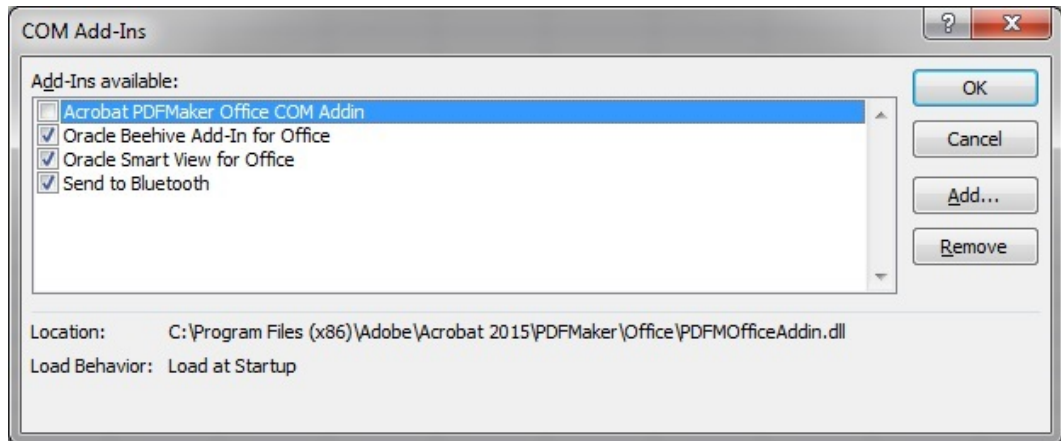 COM Add-Ins
?
X
Add-Ins available:
Acrobat PDFMaker Office COM Addin
Oracle Beehive Add-In for Office
Oracle Smart View for Office
Send to Bluetooth
OK
Cancel
Add...
Remove
Location: C:\Program Files (x86)\Adobe\Acrobat 2015\PDFMaker\Office\PDFMOfficeAddin.dll
Load Behavior: Load at Startup